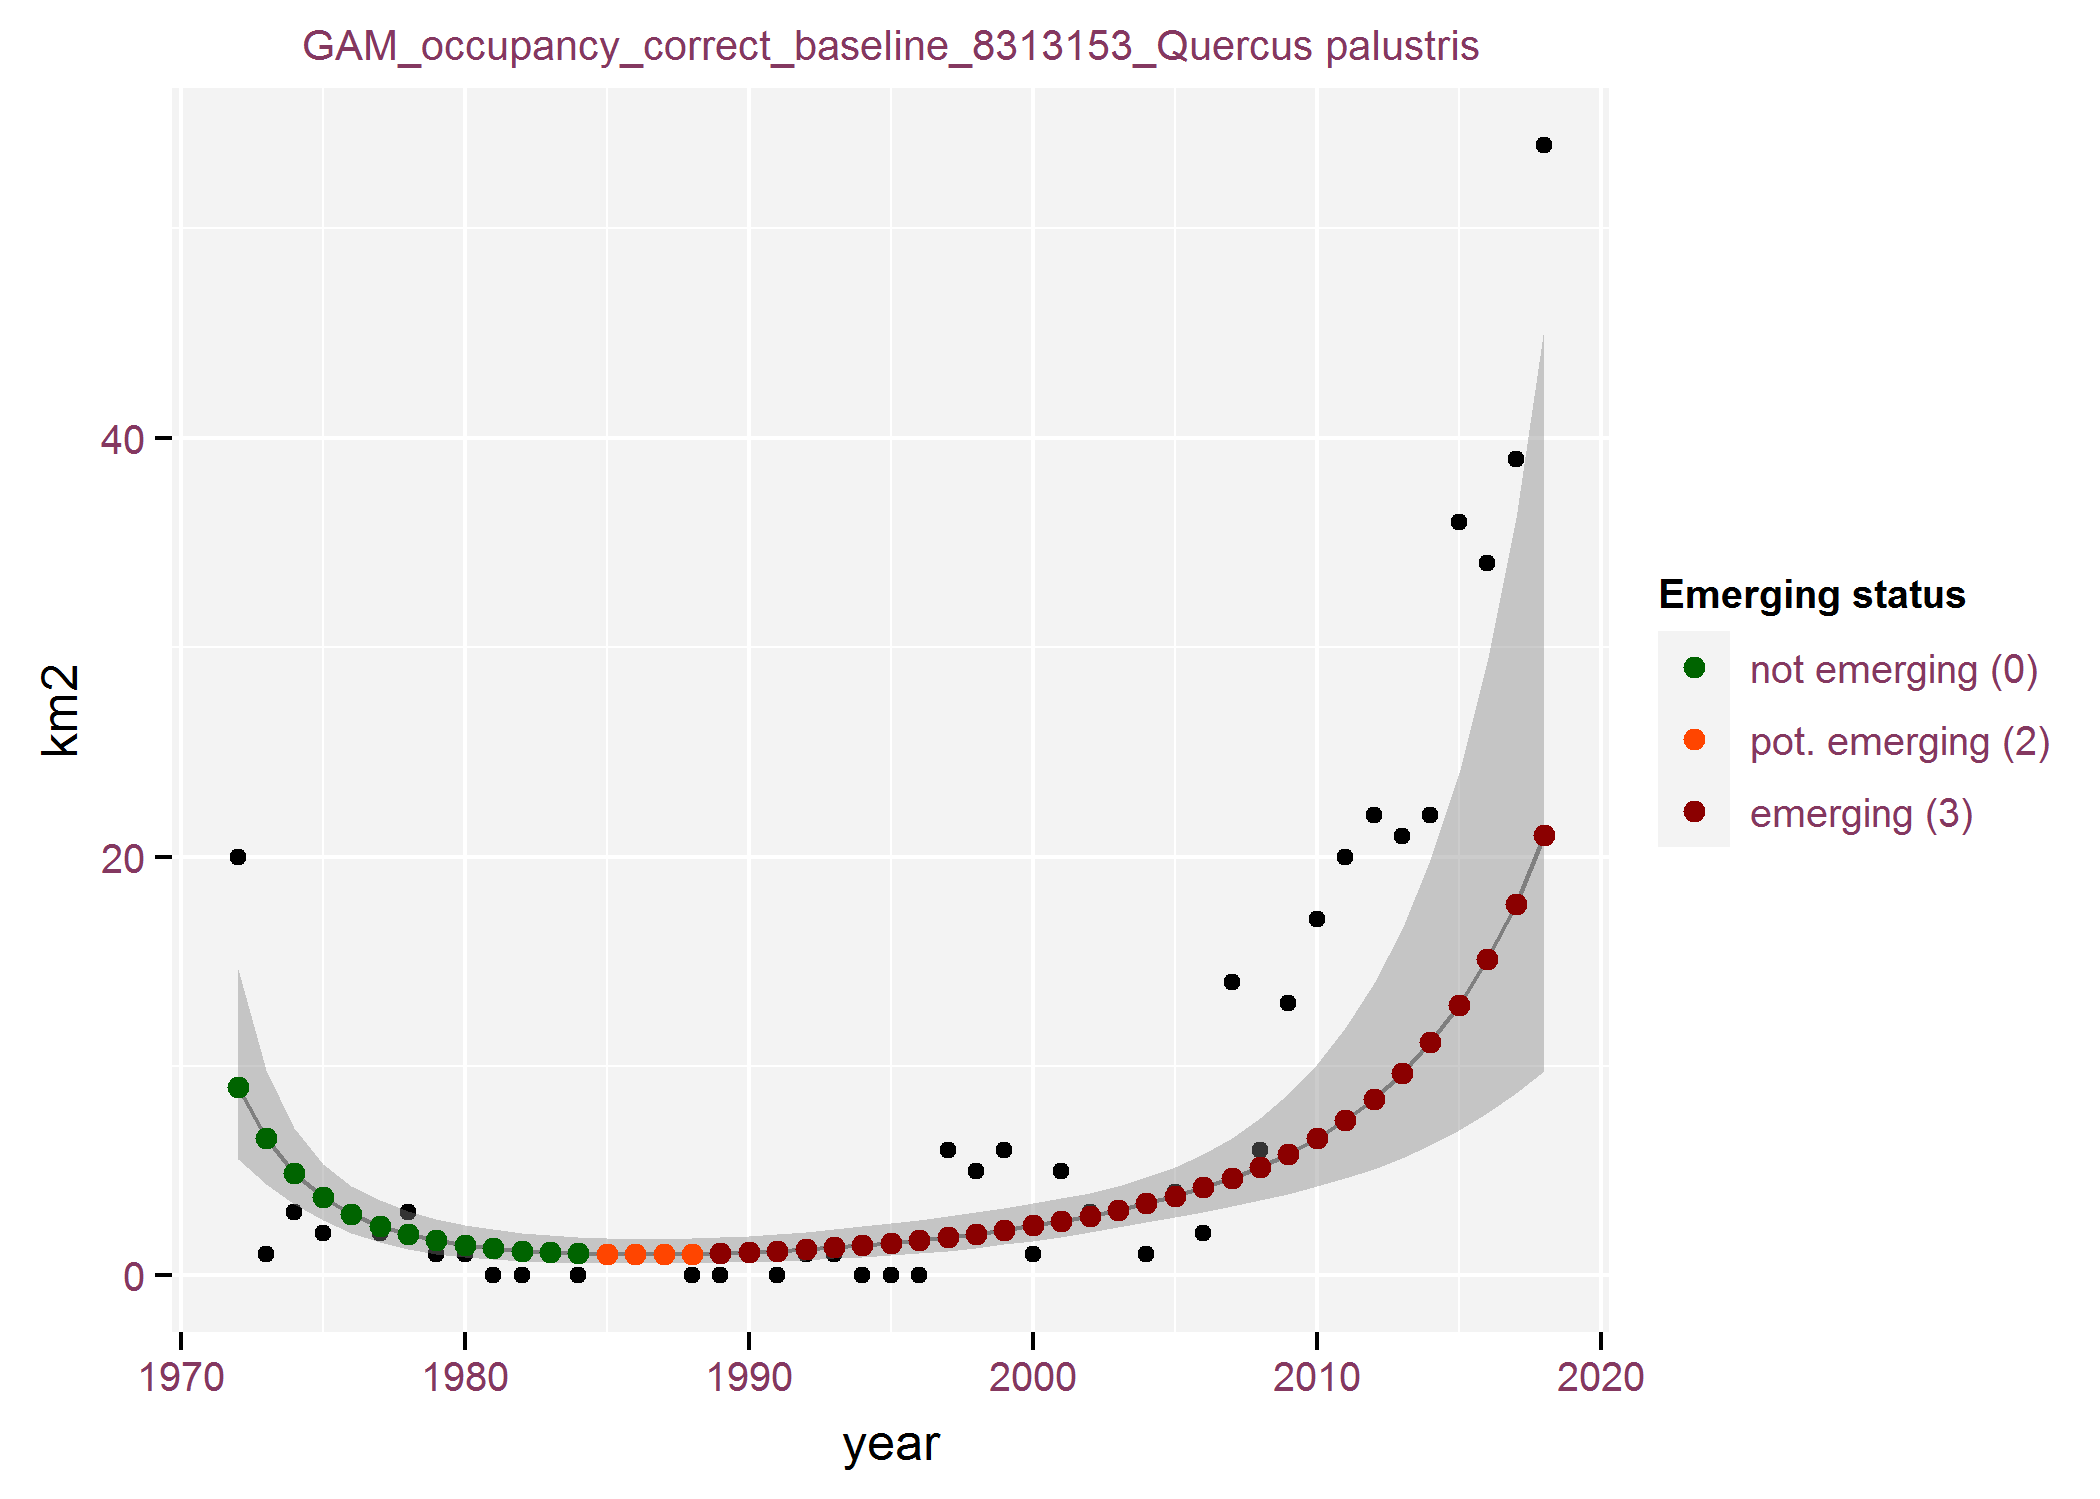 GAM_occupancy_correct_baseline_8313153_Quercus palustris
km2
40
20
0
1970 1980 1990 2000 2010 2020
year
Emerging status
not emerging (0)
pot. emerging (2)
emerging (3)